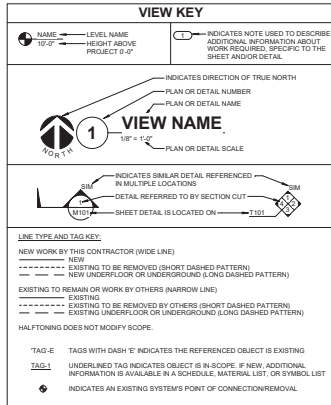 VIEW KEY
NAME
10'-0"
LEVEL NAME
HEIGHT ABOVE
PROJECT 0'-0"
1
INDICATES NOTE USED TO DESCRIBE
ADDITIONAL INFORMATION ABOUT
WORK REQUIRED, SPECIFIC TO THE
SHEET AND/OR DETAIL
INDICATES DIRECTION OF TRUE NORTH
PLAN OR DETAIL NUMBER
PLAN OR DETAIL NAME
NORTH
1
VIEW NAME
1/8" = 1'-0"
PLAN OR DETAIL SCALE
SIM
INDICATES SIMILAR DETAIL REFERENCED
IN MULTIPLE LOCATIONS
SIM
1
DETAIL REFERRED TO BY SECTION CUT
1
4 2
3
M101
SHEET DETAIL IS LOCATED ON
T101
LINE TYPE AND TAG KEY:
NEW WORK BY THIS CONTRACTOR (WIDE LINE)
NEW
EXISTING TO BE REMOVED (SHORT DASHED PATTERN)
NEW UNDERFLOOR OR UNDERGROUND (LONG DASHED PATTERN)
EXISTING TO REMAIN OR WORK BY OTHERS (NARROW LINE)
EXISTING
EXISTING TO BE REMOVED BY OTHERS (SHORT DASHED PATTERN)
EXISTING UNDERFLOOR OR UNDERGROUND (LONG DASHED PATTERN)
HALFTONING DOES NOT MODIFY SCOPE.
'TAG'-E TAGS WITH DASH 'E' INDICATES THE REFERENCED OBJECT IS EXISTING
TAG-1 UNDERLINED TAG INDICATES OBJECT IS IN-SCOPE. IF NEW, ADDITIONAL
INFORMATION IS AVAILABLE IN A SCHEDULE, MATERIAL LIST, OR SYMBOL LIST
INDICATES AN EXISTING SYSTEM'S POINT OF CONNECTION/REMOVAL